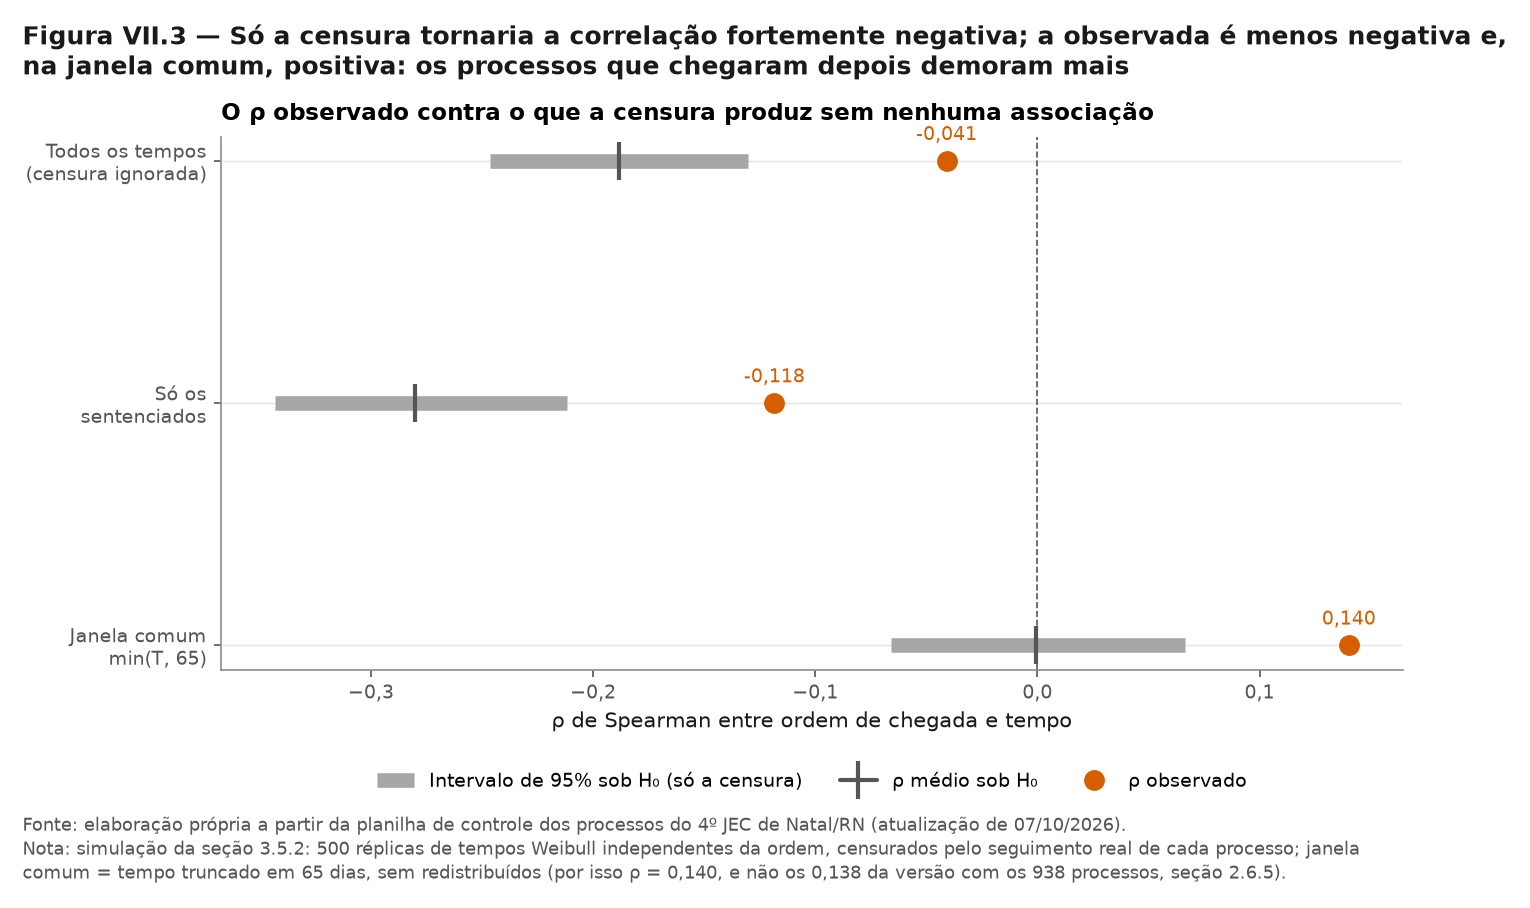 Figura VII.3 — Só a censura tornaria a correlação fortemente negativa; a observada é menos negativa e,
na janela comum, positiva: os processos que chegaram depois demoram mais
O ρ observado contra o que a censura produz sem nenhuma associação
-0,041
Todos os tempos
(censura ignorada)
-0,118
Só os
sentenciados
0,140
Janela comum
min(T, 65)
−0,3 −0,2 −0,1 0,0 0,1
ρ de Spearman entre ordem de chegada e tempo
Intervalo de 95% sob H₀ (só a censura) ρ médio sob H₀ ρ observado
Fonte: elaboração própria a partir da planilha de controle dos processos do 4º JEC de Natal/RN (atualização de 07/10/2026).
Nota: simulação da seção 3.5.2: 500 réplicas de tempos Weibull independentes da ordem, censurados pelo seguimento real de cada processo; janela
comum = tempo truncado em 65 dias, sem redistribuídos (por isso ρ = 0,140, e não os 0,138 da versão com os 938 processos, seção 2.6.5).